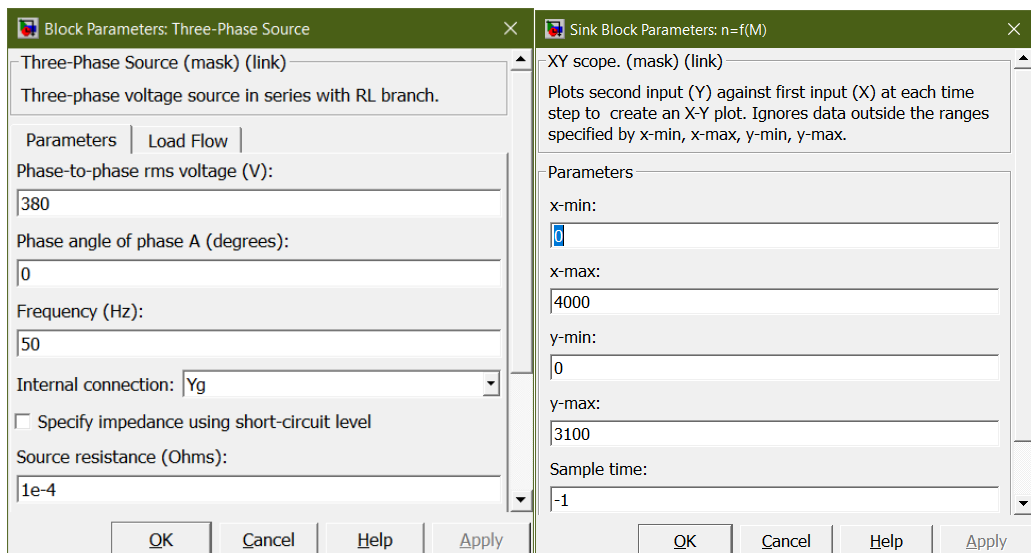 Block Parameters: Three-Phase Source
Three-Phase Source (mask) (link)
Three-phase voltage source in series with RL branch.
Parameters
Load Flow
Phase-to-phase rms voltage (V):
380
Phase angle of phase A (degrees):
0
Frequency (Hz):
50
Internal connection: Yg
Specify impedance using short-circuit level
Source resistance (Ohms):
1e-4
OK Cancel Help Apply
Sink Block Parameters: n=f(M)
XY scope. (mask) (link)
Plots second input (Y) against first input (X) at each time
step to create an X-Y plot. Ignores data outside the ranges
specified by x-min, x-max, y-min, y-max.
Parameters
x-min:
0
x-max:
4000
y-min:
0
y-max:
3100
Sample time:
-1
OK Cancel Help Apply